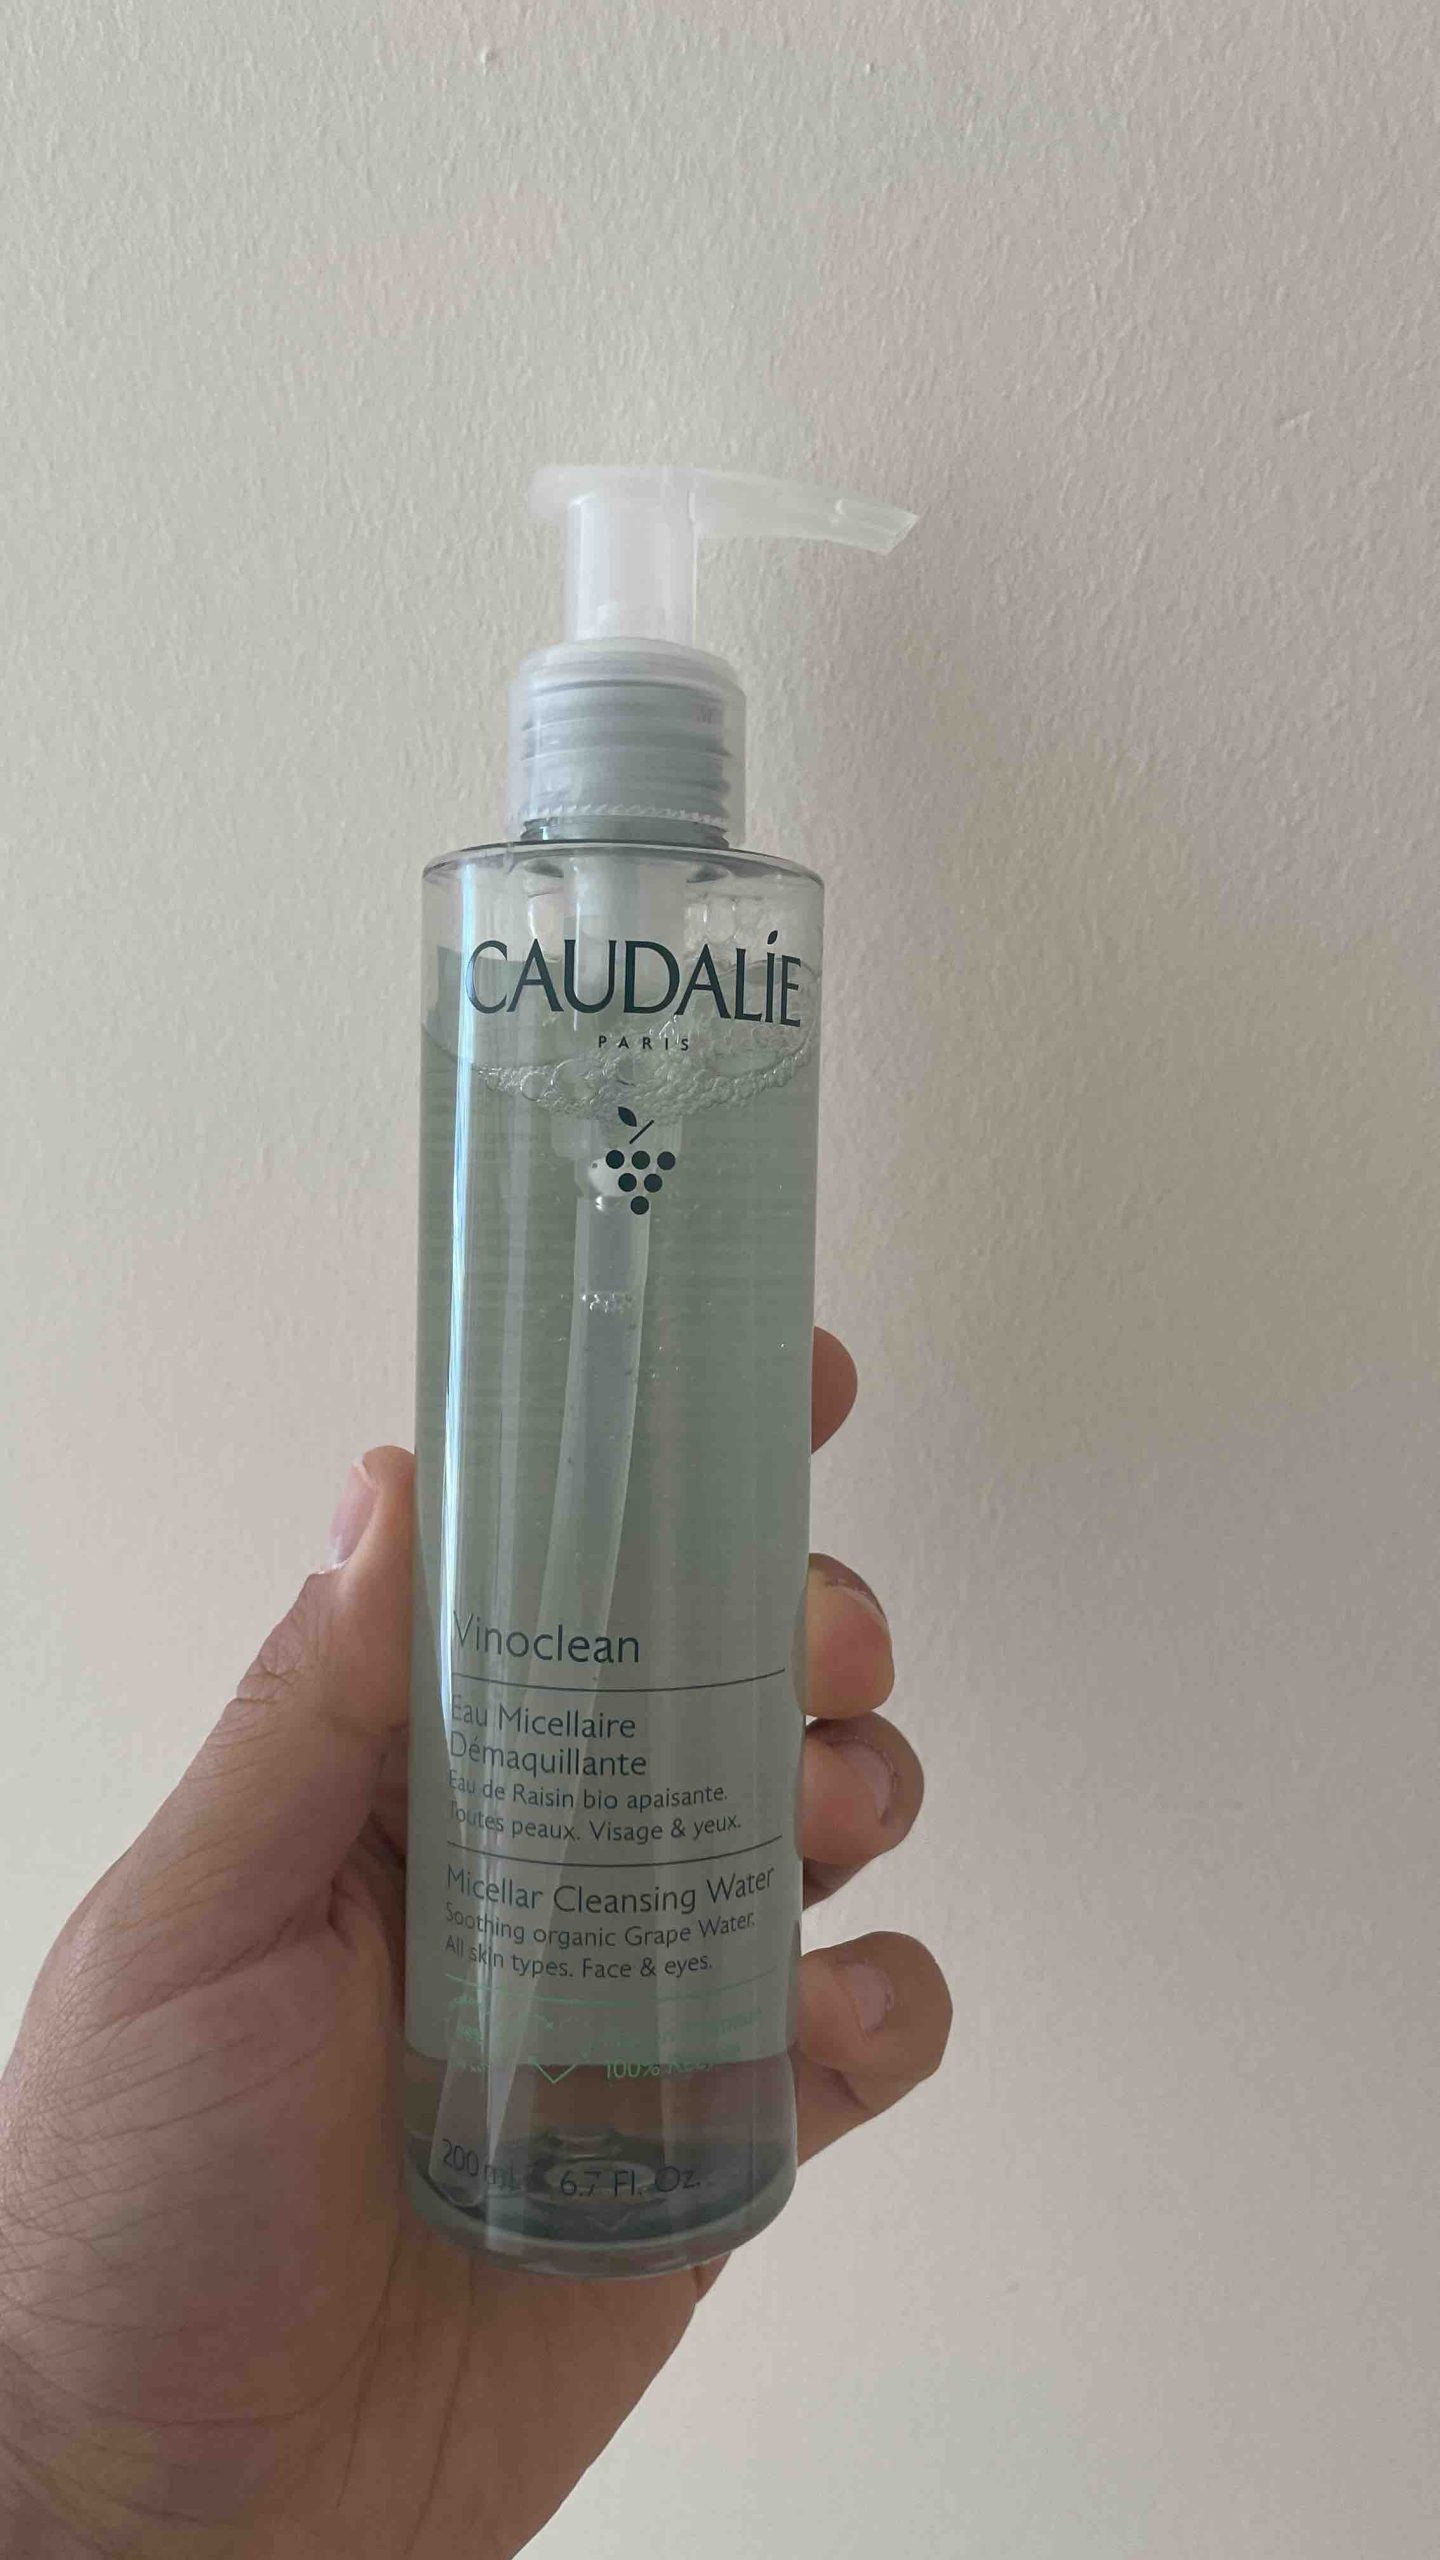 CAUDALÍE
PARIS
Vinoclean
Eau Micellaire
Démaquillante
Eau de Raisin bio apaisante.
Toutes peaux. Visage & yeux.
Micellar Cleansing Water
Soothing organic Grape Water.
All skin types. Face & eyes.
100%
200 mL 6.7 Fl. Oz.